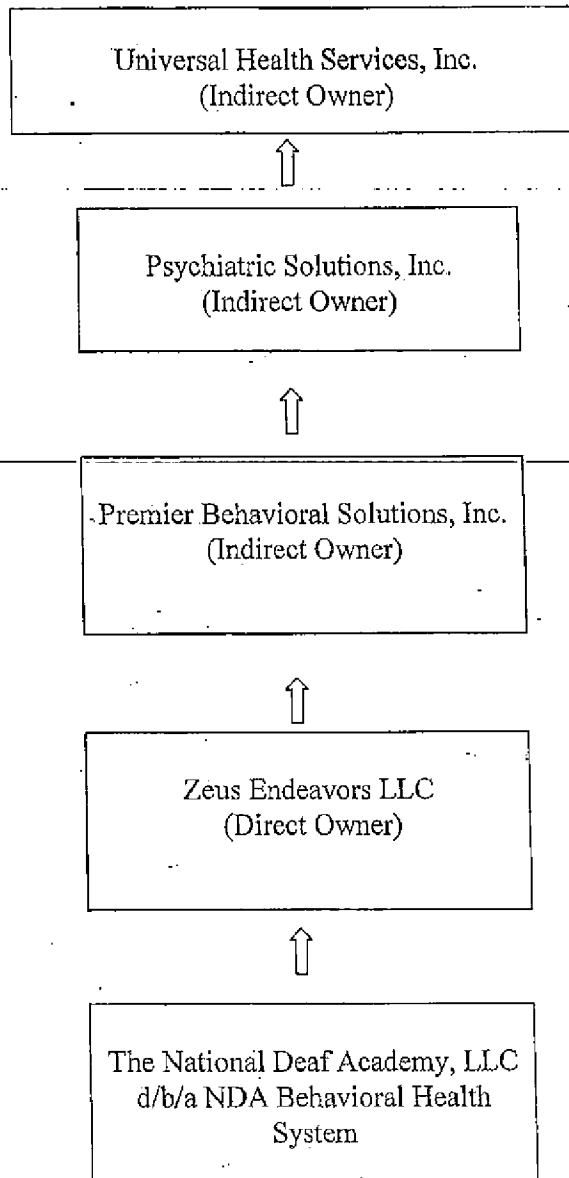 Universal Health Services, Inc.
(Indirect Owner)
Psychiatric Solutions, Inc.
(Indirect Owner)
Premier Behavioral Solutions, Inc.
(Indirect Owner)
Zeus Endeavors LLC
(Direct Owner)
The National Deaf Academy, LLC
d/b/a NDA Behavioral Health
System